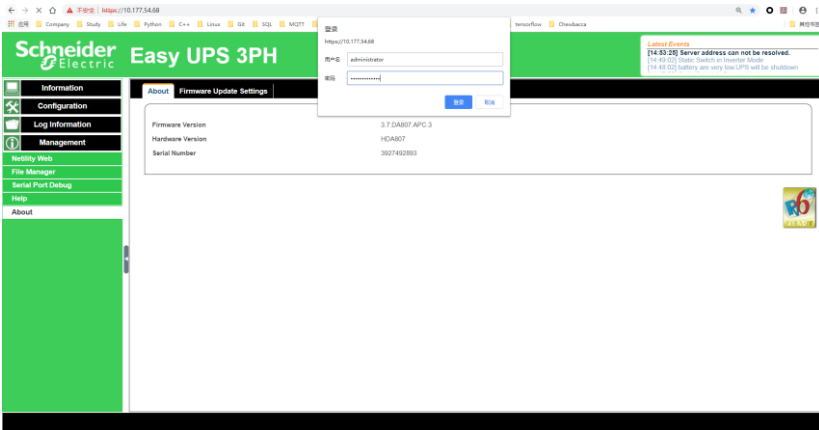 不安全 | https://10.177.54.68
应用 Company Study Life Python C++ Linux Git SQL MQTT tensorflow Chewbacca 其他书签
登录
https://10.177.54.68
用户名 administrator
密码 •••••••••••••
登录 取消
Schneider Electric
Easy UPS 3PH
Latest Events
[14:53:25] Server address can not be resolved.
[14:49:02] Static Switch in Inverter Mode
[14:48:02] battery are very low UPS will be shutdown
Information
Configuration
Log Information
Management
Netility Web
File Manager
Serial Port Debug
Help
About
About Firmware Update Settings
Firmware Version 3.7.DA807.APC.3
Hardware Version HDA807
Serial Number 3927492893